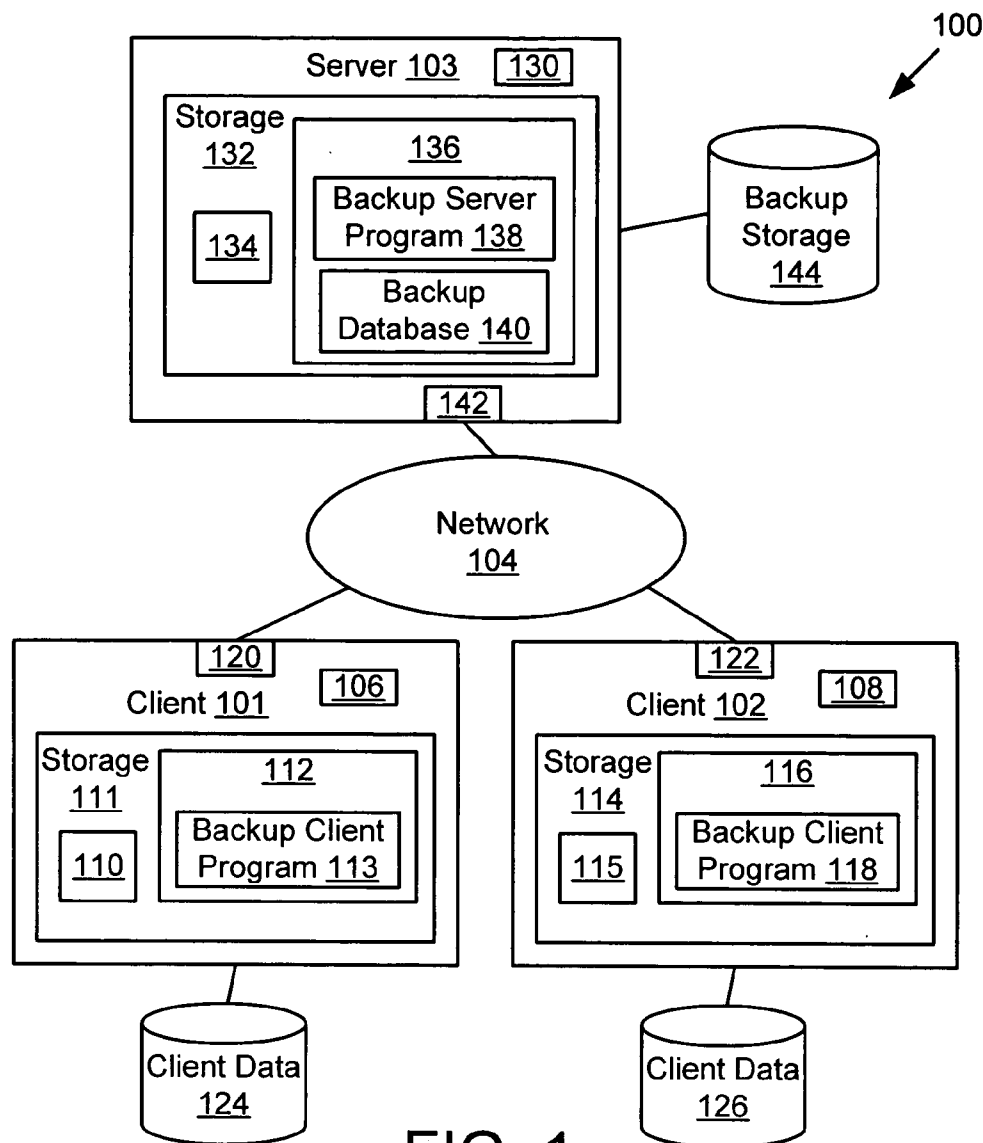 100
Server 103 130
Storage
132
134
136
Backup Server
Program 138
Backup
Database 140
142
Backup
Storage
144
Network
104
120
Client 101 106
Storage
111
110
112
Backup Client
Program 113
122
Client 102 108
Storage
114
115
116
Backup Client
Program 118
Client Data
124
Client Data
126
FIG. 1